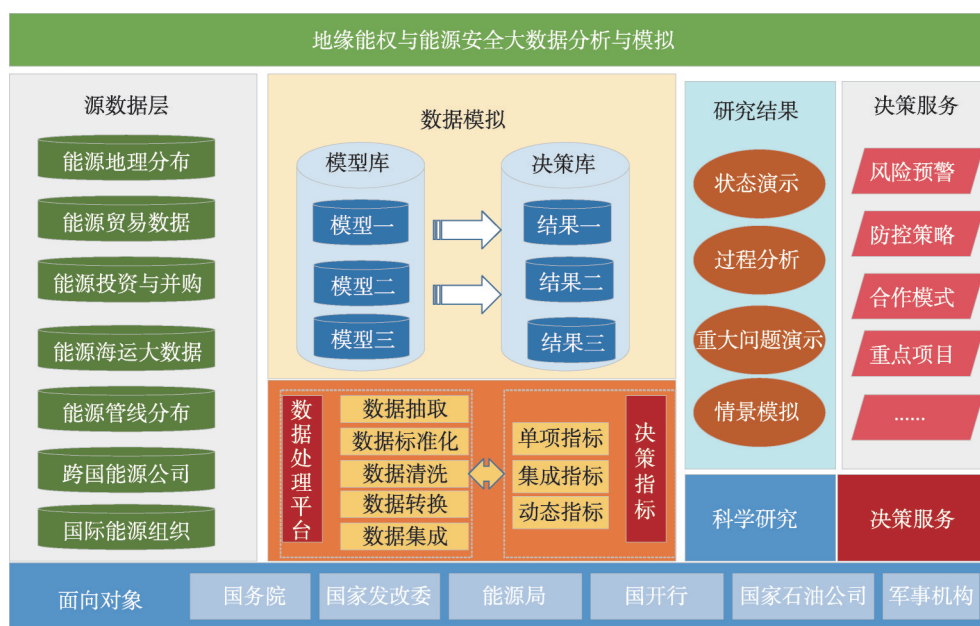 地缘能权与能源安全大数据分析与模拟
源数据层
能源地理分布
能源贸易数据
能源投资与并购
能源海运大数据
能源管线分布
跨国能源公司
国际能源组织
数据模拟
模型库
模型一
模型二
模型三
决策库
结果一
结果二
结果三
数据处理平台
数据抽取
数据标准化
数据清洗
数据转换
数据集成
单项指标
集成指标
动态指标
决策指标
研究结果
状态演示
过程分析
重大问题演示
情景模拟
科学研究
决策服务
风险预警
防控策略
合作模式
重点项目
......
决策服务
面向对象
国务院
国家发改委
能源局
国开行
国家石油公司
军事机构